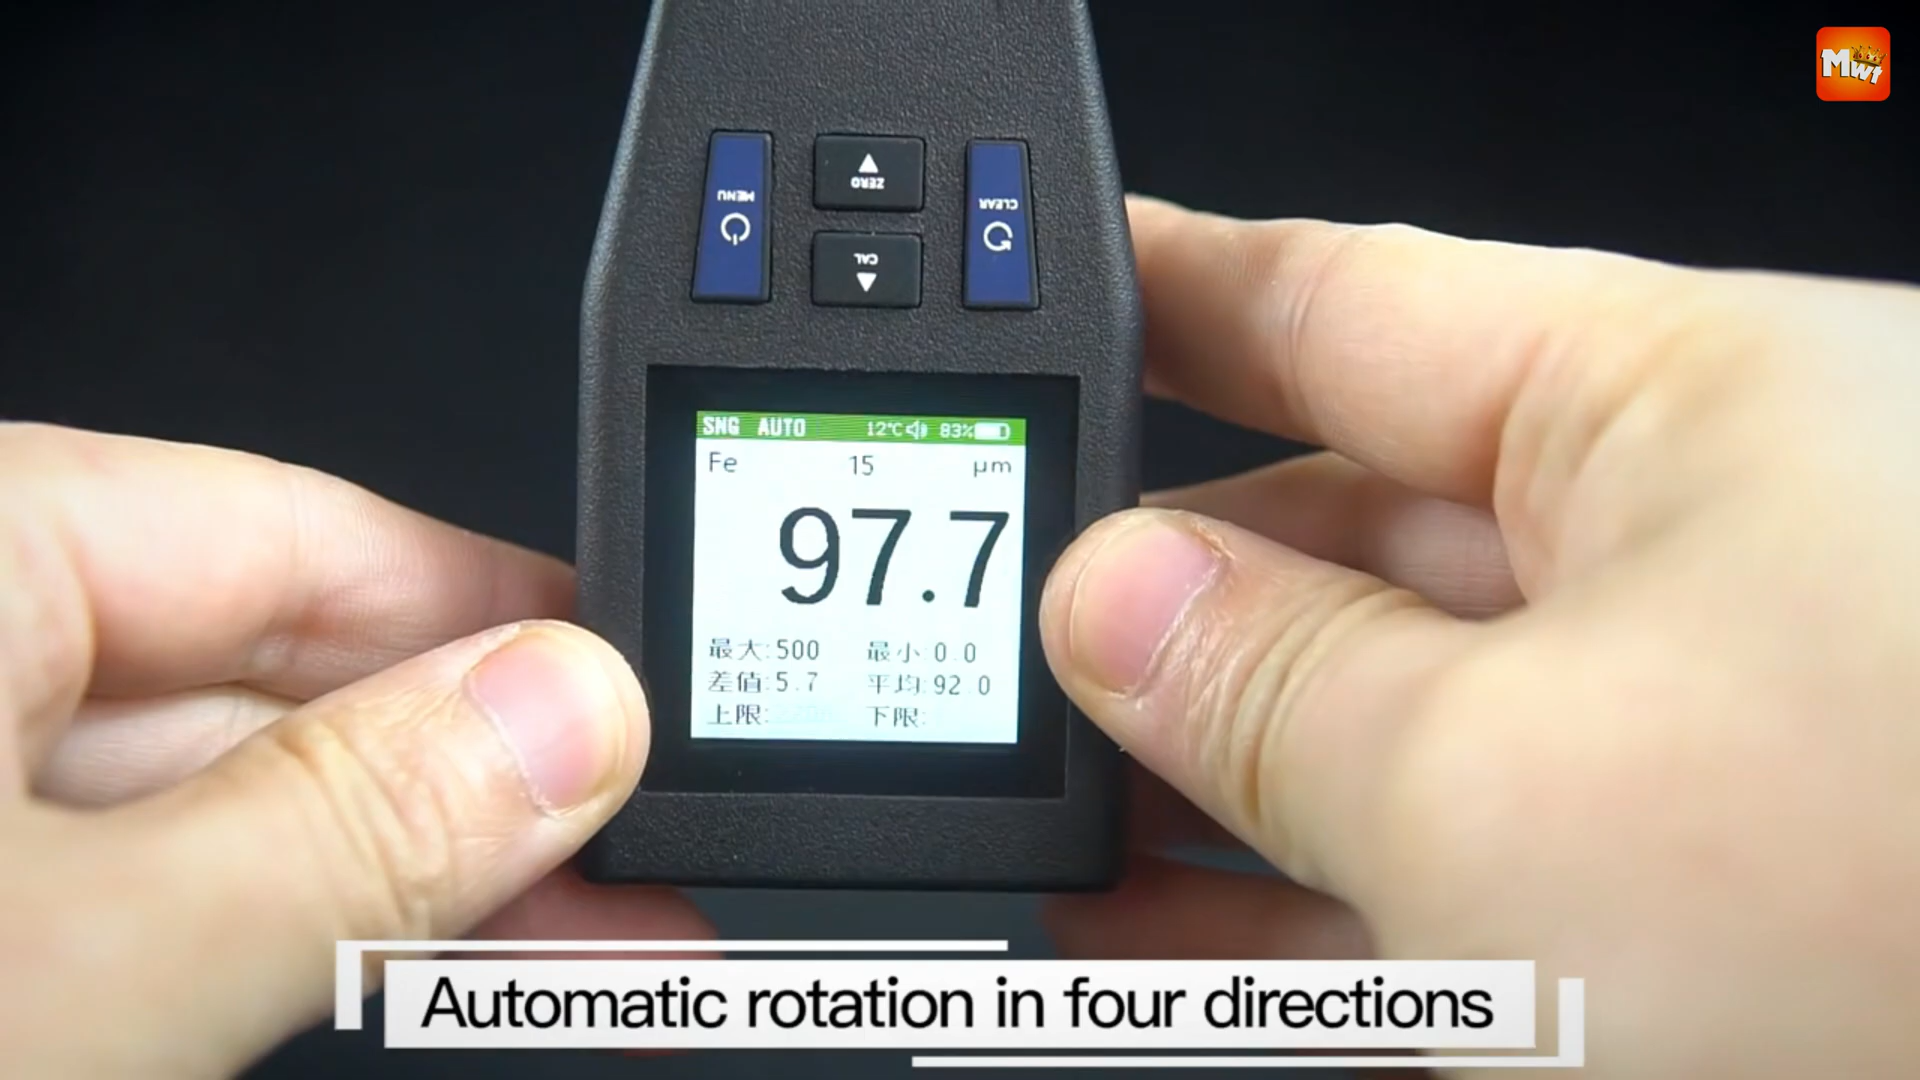 Mwt
ZERO
MENU
CLEAR
CAL
SNG AUTO 12℃ 83%
Fe 15 µm
97.7
最大:500 最小:0.0
差值:5.7 平均:92.0
上限: 下限:
Automatic rotation in four directions